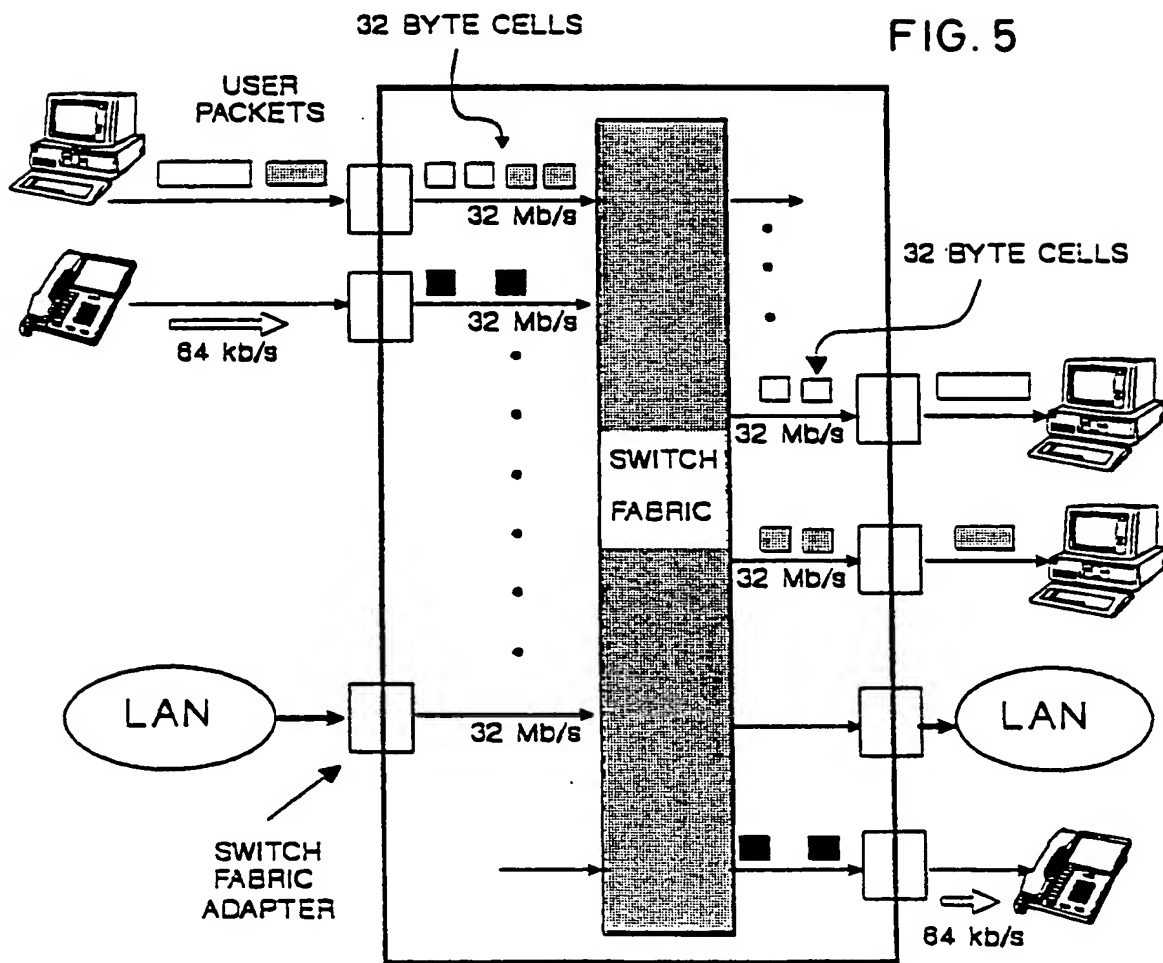 FIG. 5
32 BYTE CELLS
USER
PACKETS
32 Mb/s
32 BYTE CELLS
64 kb/s
32 Mb/s
32 Mb/s
SWITCH
FABRIC
32 Mb/s
LAN
32 Mb/s
LAN
SWITCH
FABRIC
ADAPTER
64 kb/s